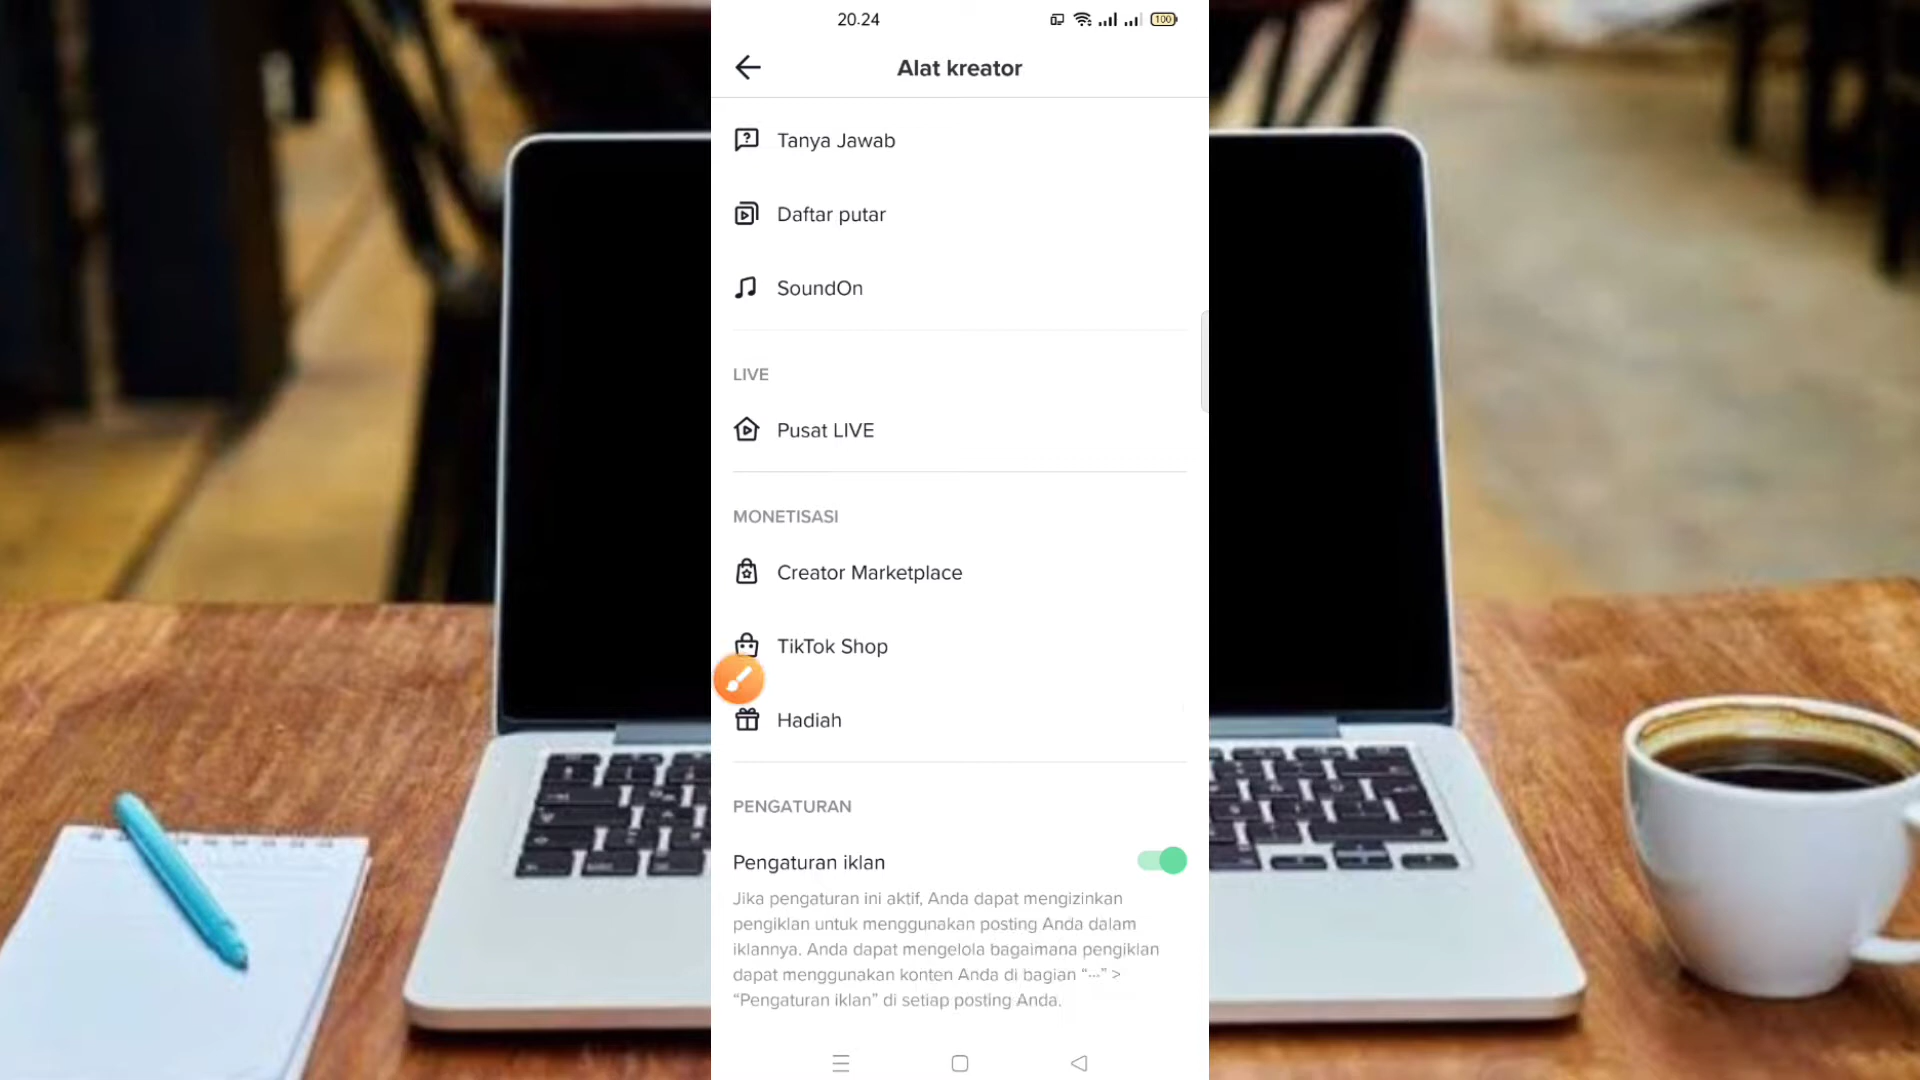 20.24
100
Alat kreator
Tanya Jawab
Daftar putar
SoundOn
LIVE
Pusat LIVE
MONETISASI
Creator Marketplace
TikTok Shop
Hadiah
PENGATURAN
Pengaturan iklan
Jika pengaturan ini aktif, Anda dapat mengizinkan
pengiklan untuk menggunakan posting Anda dalam
iklannya. Anda dapat mengelola bagaimana pengiklan
dapat menggunakan konten Anda di bagian “...” >
“Pengaturan iklan” di setiap posting Anda.